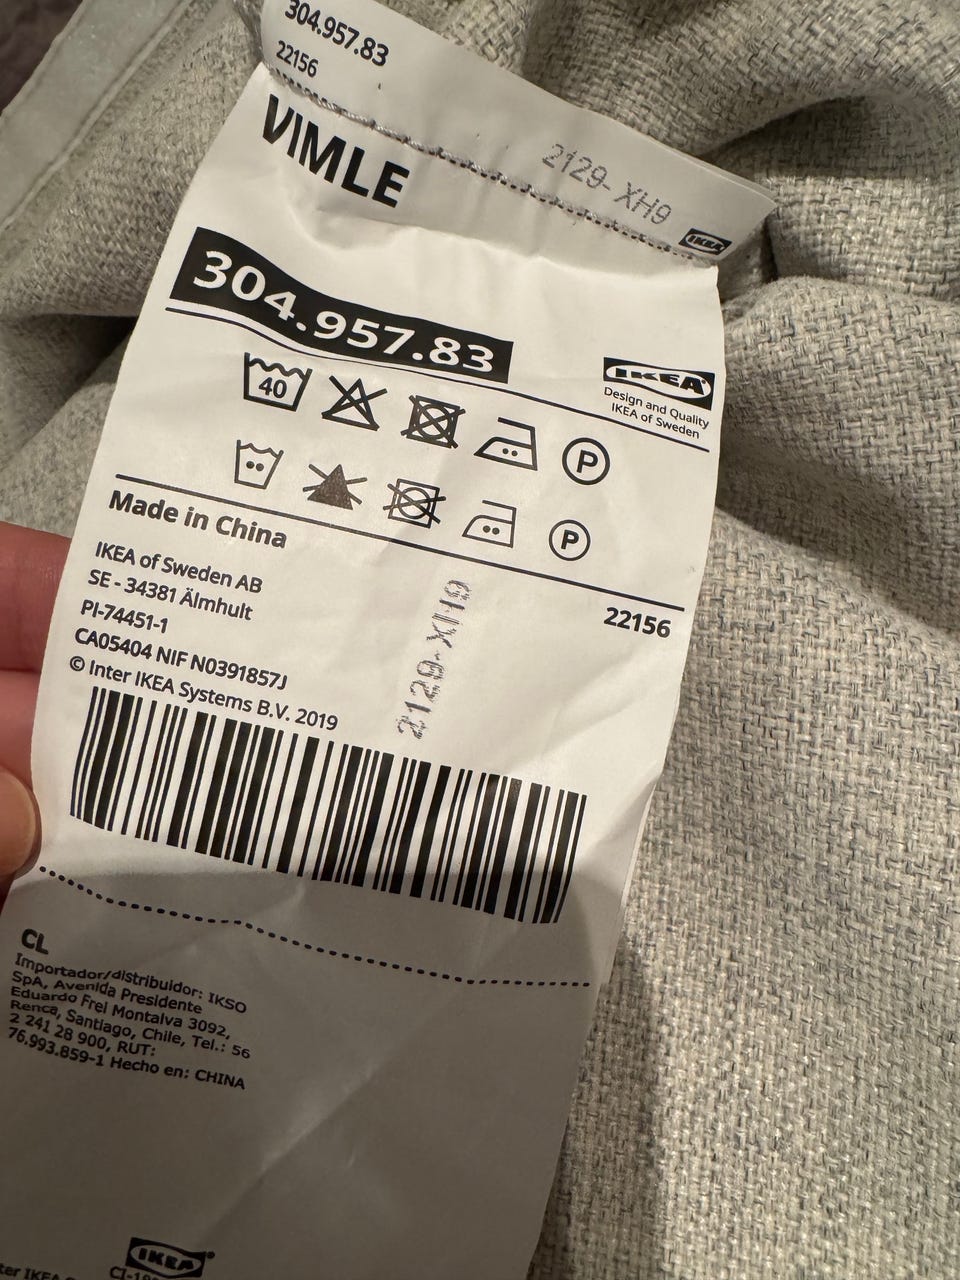 304.957.83
22156
2129-XH9
IKEA
VIMLE
304.957.83
IKEA
Design and Quality
IKEA of Sweden
40
P
P
Made in China
IKEA of Sweden AB
SE - 34381 Älmhult
PI-74451-1
CA05404 NIF N0391857J
© Inter IKEA Systems B.V. 2019
22156
2129-XH9
CL
Importador/distribuidor: IKSO
SpA, Avenida Presidente
Eduardo Frei Montalva 3092,
Renca, Santiago, Chile, Tel.: 56
2 241 28 900, RUT:
76.993.859-1 Hecho en: CHINA
IKEA®